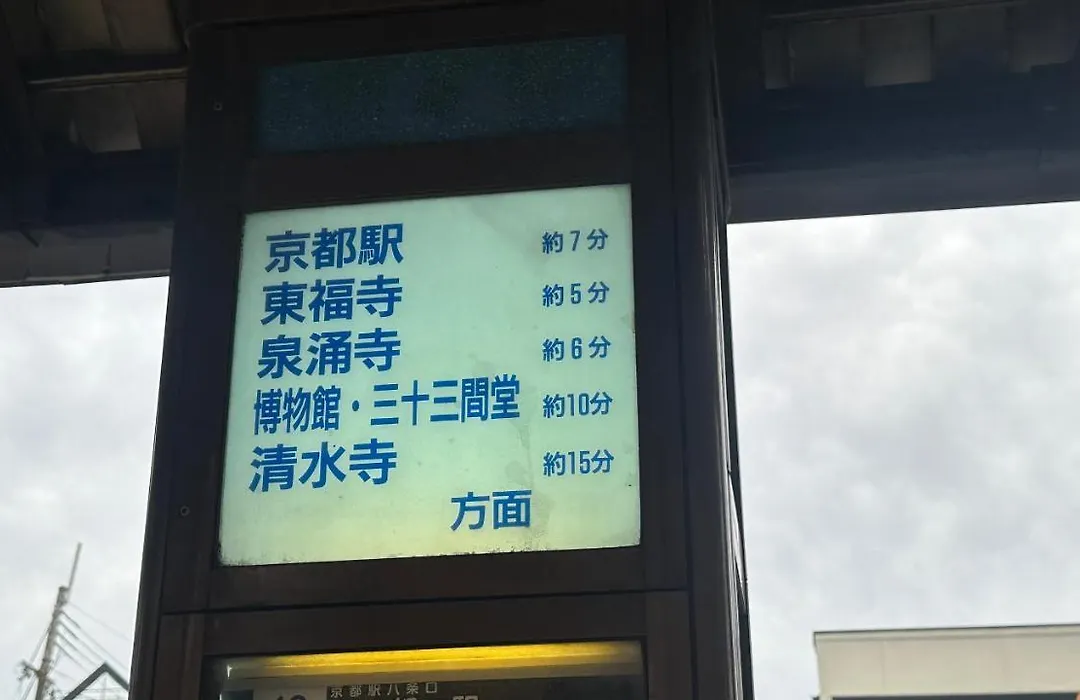 京都駅 約7分
東福寺 約5分
泉涌寺 約6分
博物館・三十三間堂 約10分
清水寺 約15分
方面
京都駅八条口